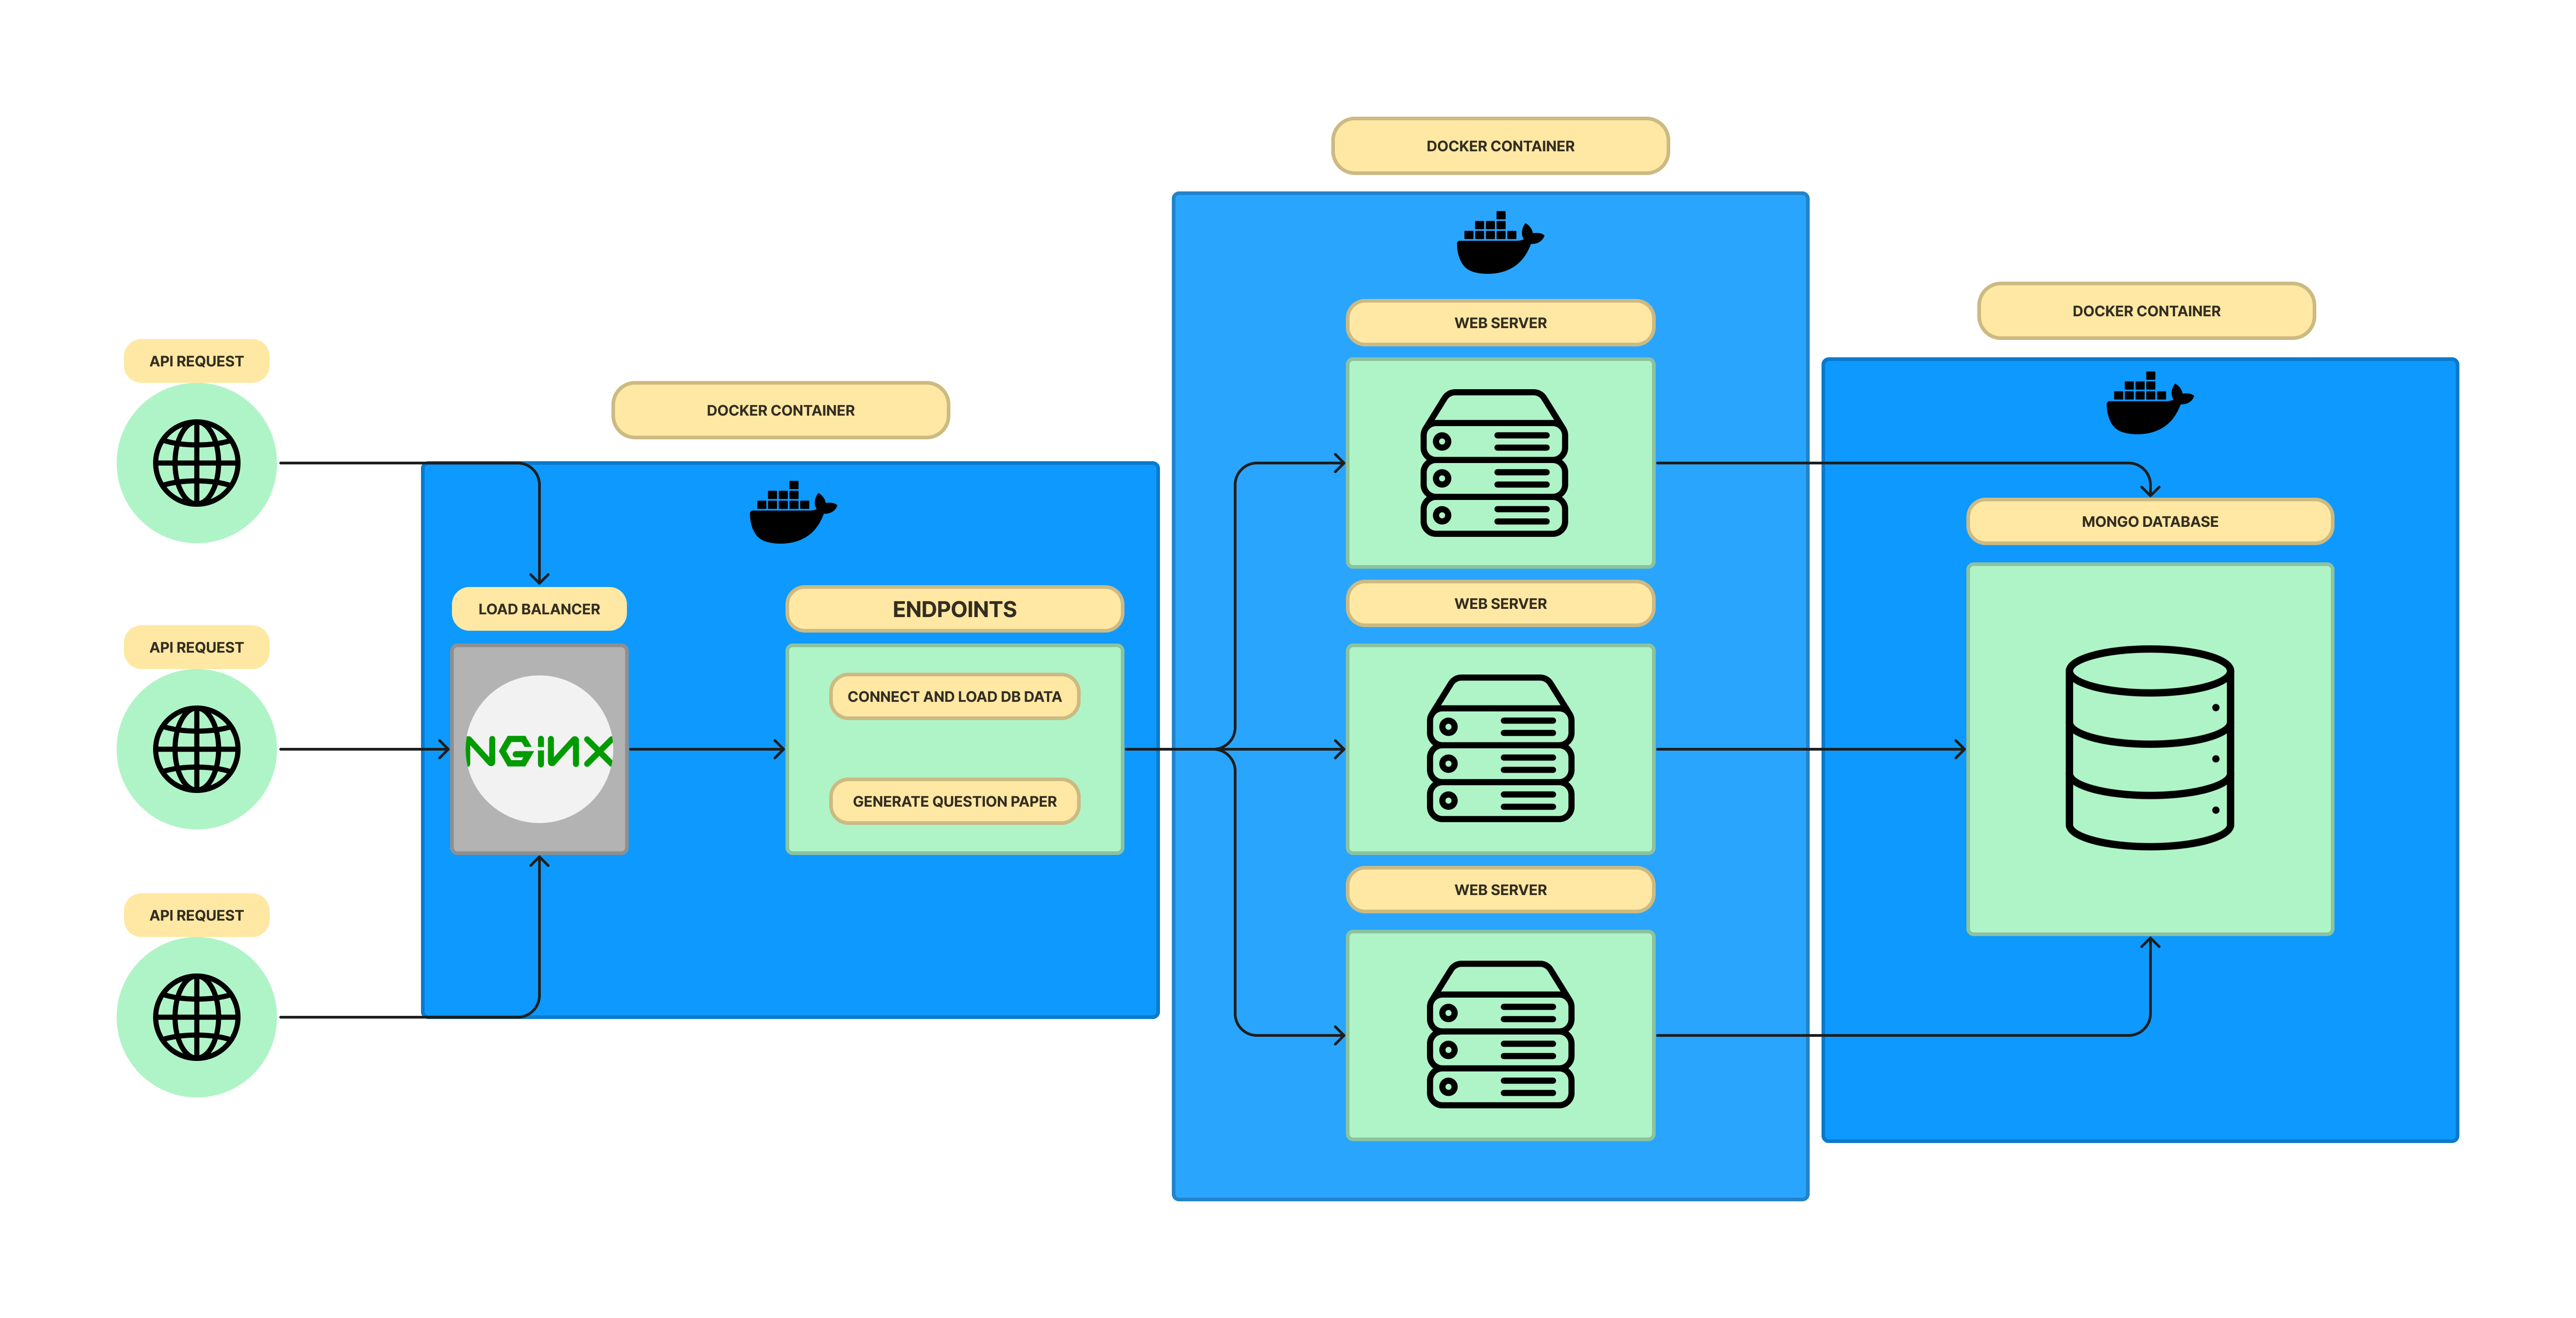 DOCKER CONTAINER
DOCKER CONTAINER
WEB SERVER
API REQUEST
DOCKER CONTAINER
MONGO DATABASE
LOAD BALANCER
ENDPOINTS
WEB SERVER
API REQUEST
CONNECT AND LOAD DB DATA
NGINX
GENERATE QUESTION PAPER
WEB SERVER
API REQUEST